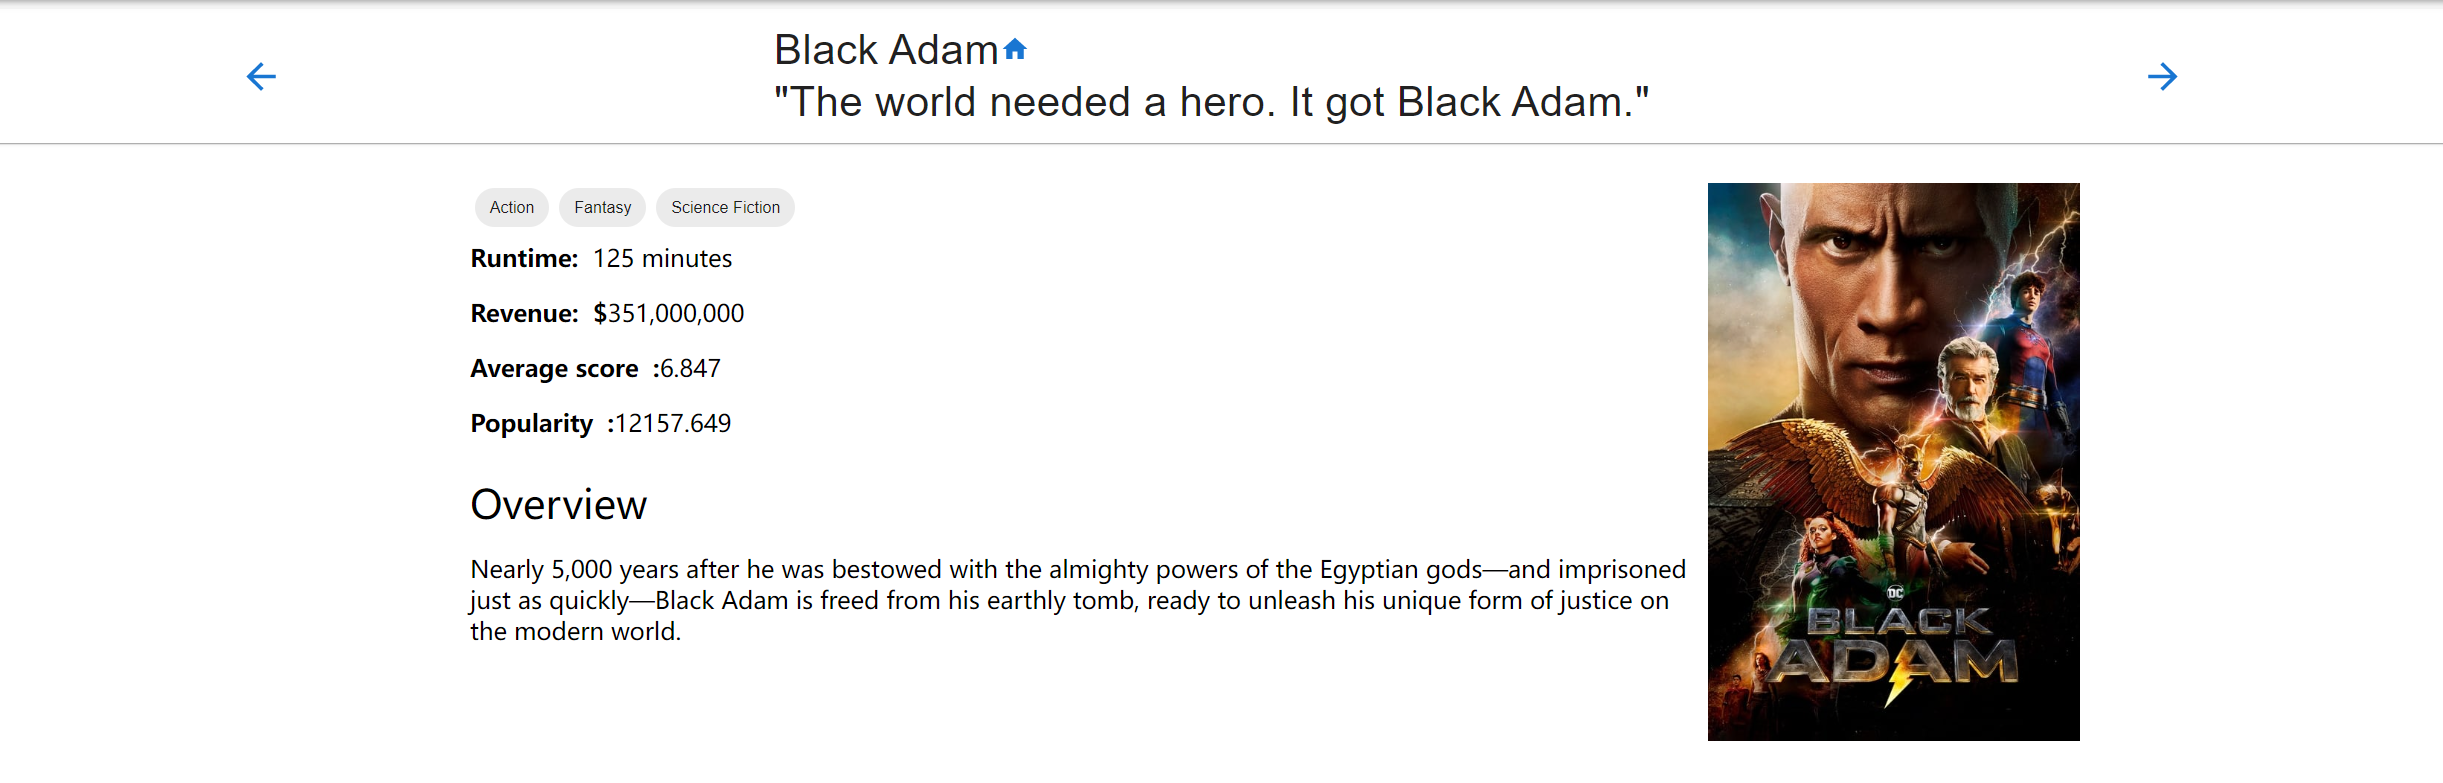 Black Adam
"The world needed a hero. It got Black Adam."
Action Fantasy Science Fiction
Runtime: 125 minutes
Revenue: $351,000,000
Average score :6.847
Popularity :12157.649
Overview
Nearly 5,000 years after he was bestowed with the almighty powers of the Egyptian gods—and imprisoned
just as quickly—Black Adam is freed from his earthly tomb, ready to unleash his unique form of justice on
the modern world.
DC
BLACK
ADAM